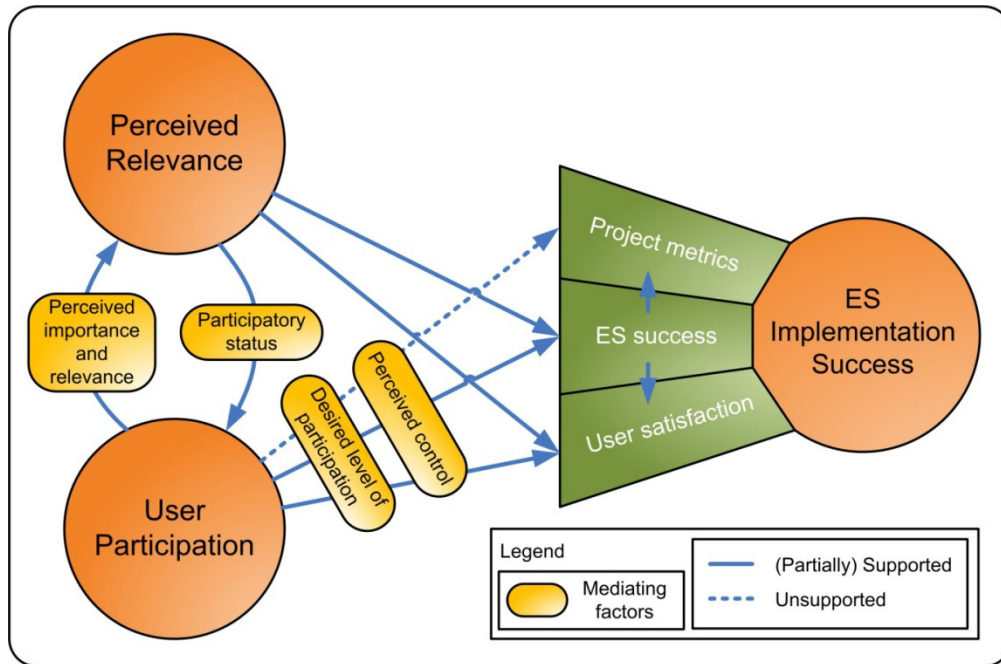 Perceived
Relevance
Perceived
importance
and
relevance
Participatory
status
User
Participation
Desired level of
participation
Perceived control
Project metrics
ES success
User satisfaction
ES
Implementation
Success
Legend
Mediating
factors
(Partially) Supported
Unsupported